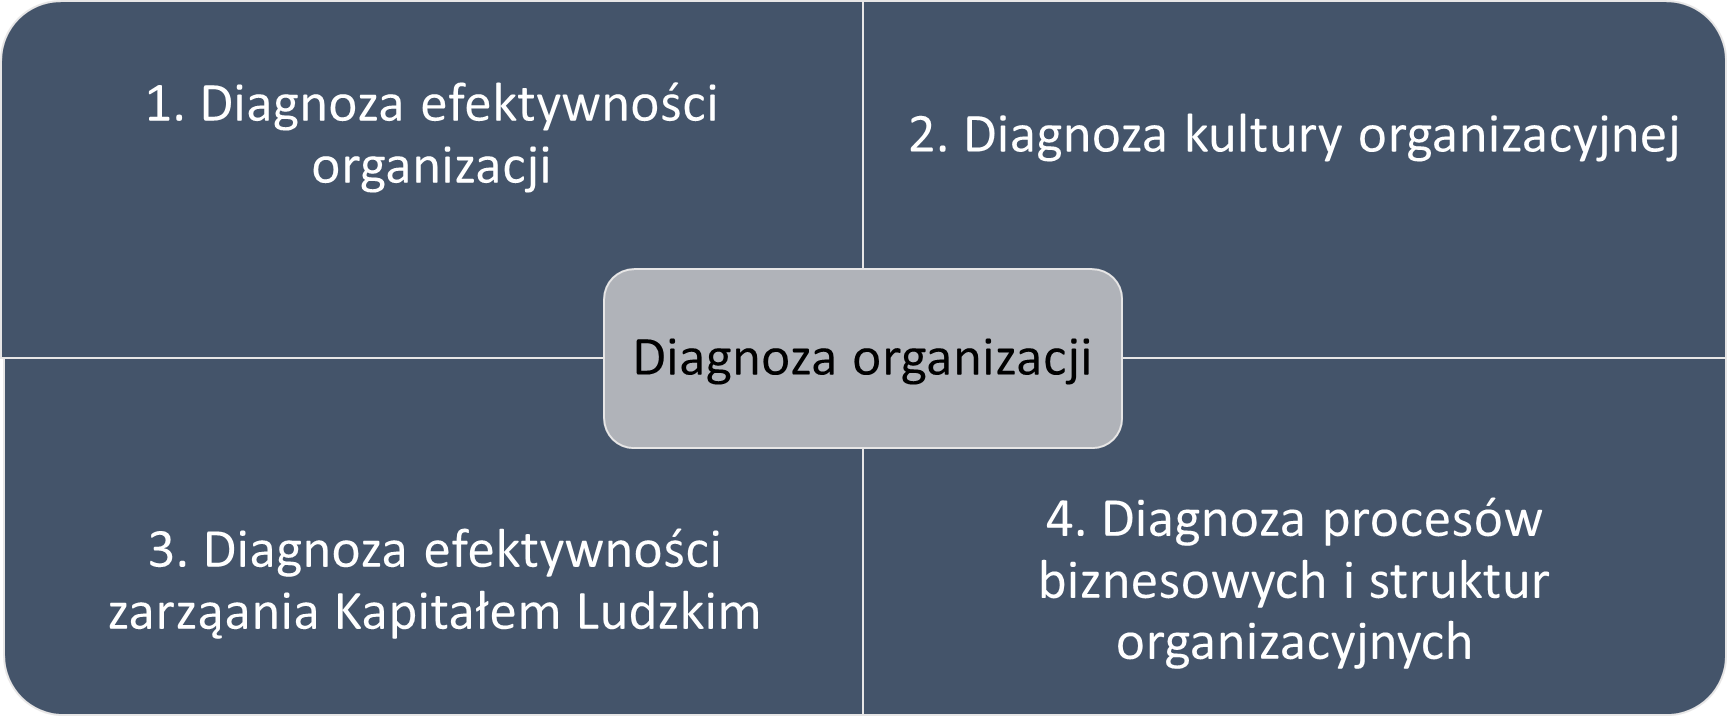 1. Diagnoza efektywności
organizacji
2. Diagnoza kultury organizacyjnej
Diagnoza organizacji
3. Diagnoza efektywności
zarząania Kapitałem Ludzkim
4. Diagnoza procesów
biznesowych i struktur
organizacyjnych